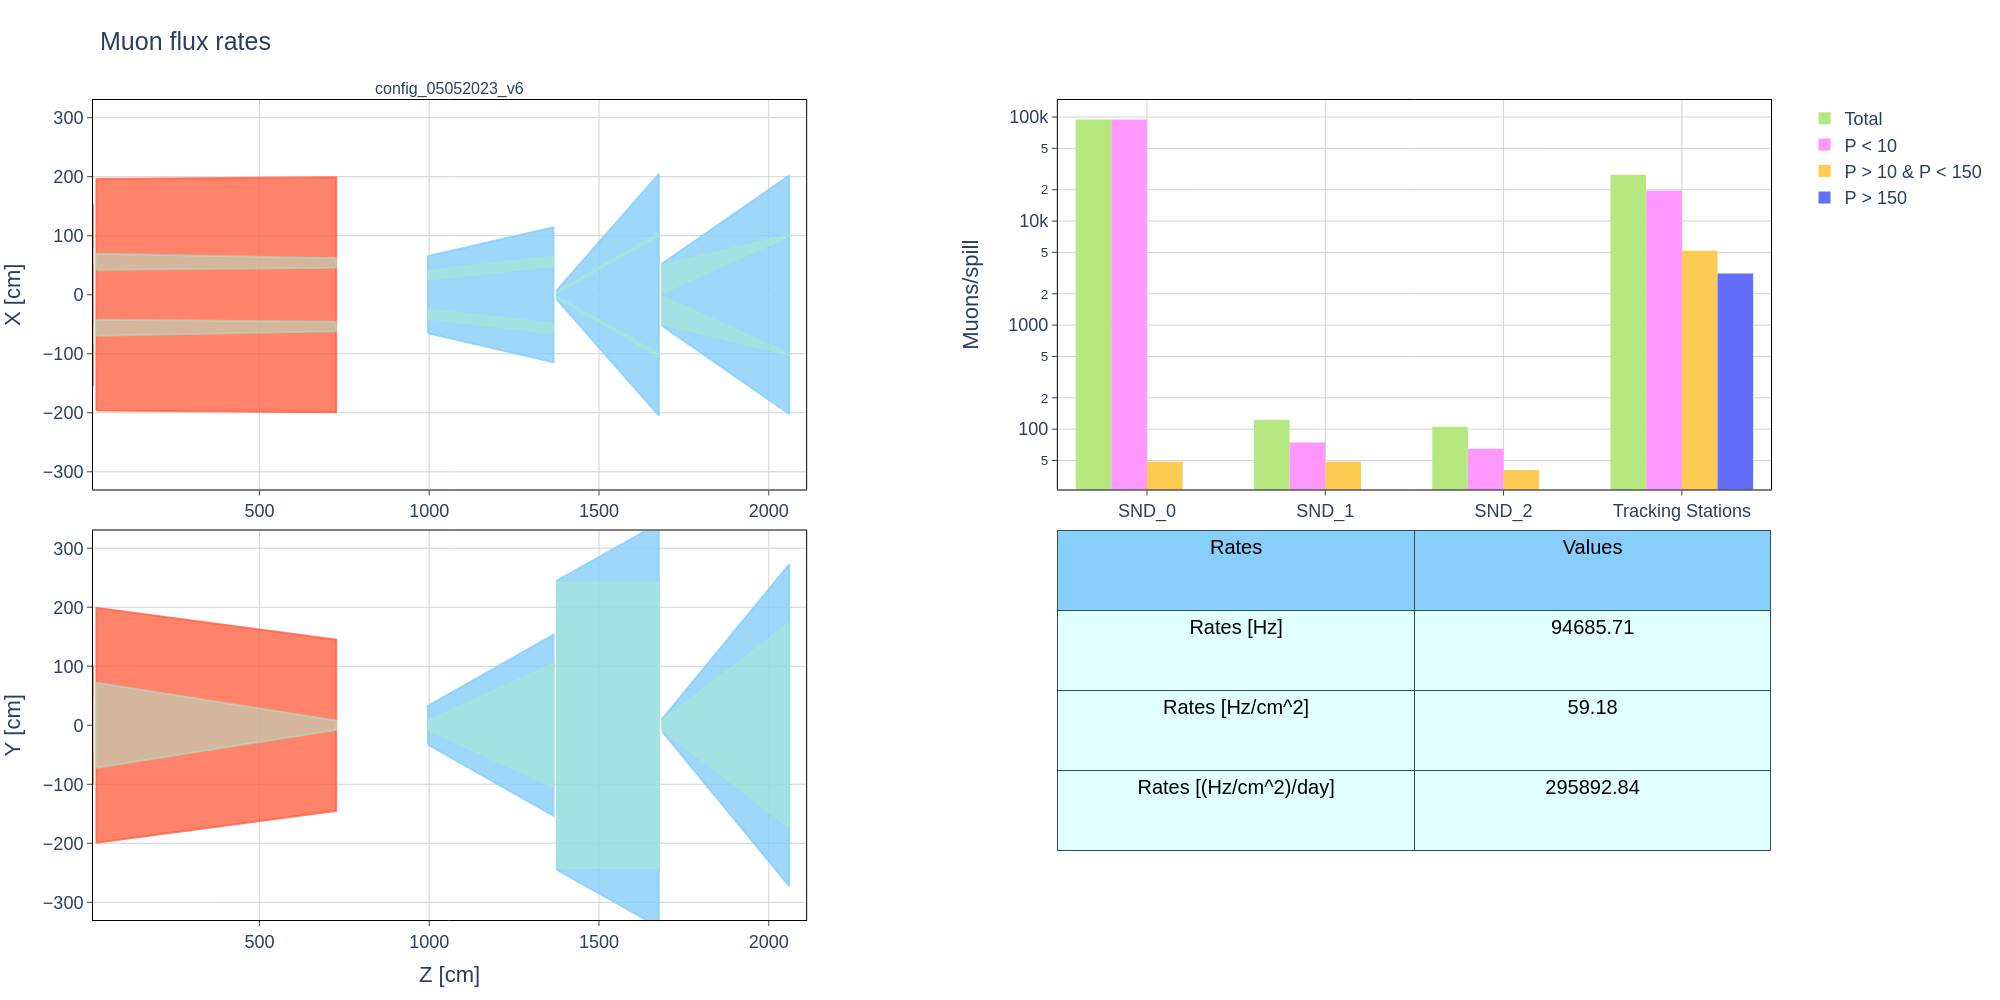 Muon flux rates
config_05052023_v6
300
200
100
0
−100
−200
−300
X [cm]
500
1000
1500
2000
300
200
100
0
−100
−200
−300
Y [cm]
500
1000
1500
2000
Z [cm]
100k
5
2
10k
5
2
1000
5
2
100
5
Muons/spill
SND_0
SND_1
SND_2
Tracking Stations
Total
P < 10
P > 10 & P < 150
P > 150
Rates Values
Rates [Hz] 94685.71
Rates [Hz/cm^2] 59.18
Rates [(Hz/cm^2)/day] 295892.84